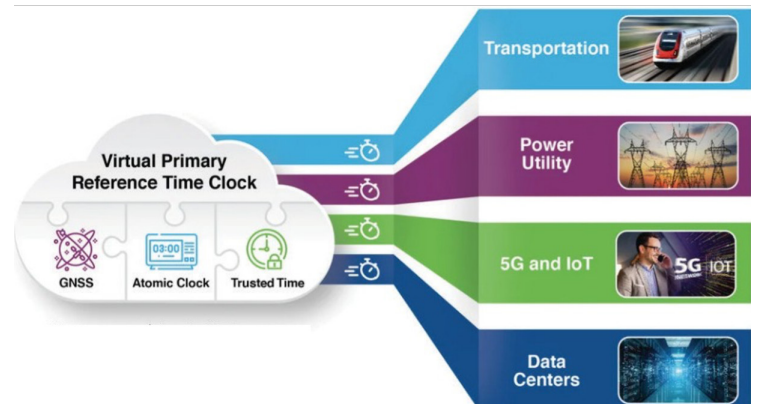 Virtual Primary
Reference Time Clock
03:00
GNSS
Atomic Clock
Trusted Time
Transportation
Power
Utility
5G and IoT
5G IOT
Data
Centers